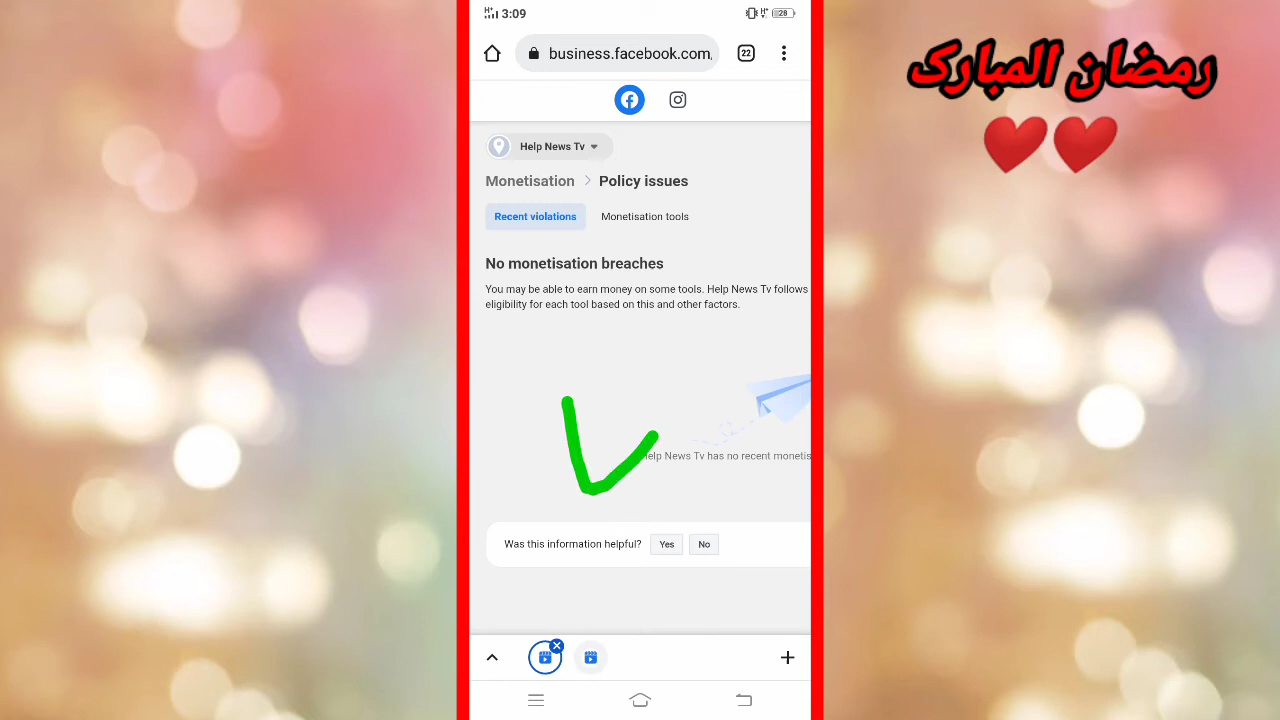 H+ 3:09 H+ 28
business.facebook.com, 22
Help News Tv
Monetisation > Policy issues
Recent violations Monetisation tools
No monetisation breaches
You may be able to earn money on some tools. Help News Tv follows
eligibility for each tool based on this and other factors.
elp News Tv has no recent monetis
Was this information helpful? Yes No
رمضان المبارک